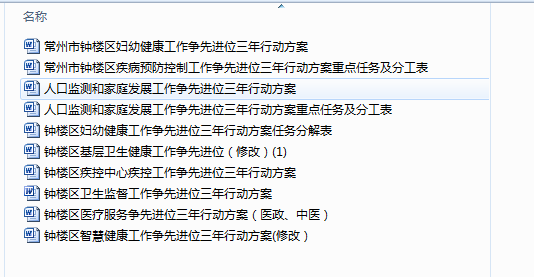 名称
常州市钟楼区妇幼健康工作争先进位三年行动方案
常州市钟楼区疾病预防控制工作争先进位三年行动方案重点任务及分工表
人口监测和家庭发展工作争先进位三年行动方案
人口监测和家庭发展工作争先进位三年行动方案重点任务及分工表
钟楼区妇幼健康工作争先进位三年行动方案任务分解表
钟楼区基层卫生健康工作争先进位（修改）(1)
钟楼区疾控中心疾控工作争先进位三年行动方案
钟楼区卫生监督工作争先进位三年行动方案
钟楼区医疗服务争先进位三年行动方案（医政、中医）
钟楼区智慧健康工作争先进位三年行动方案(修改）